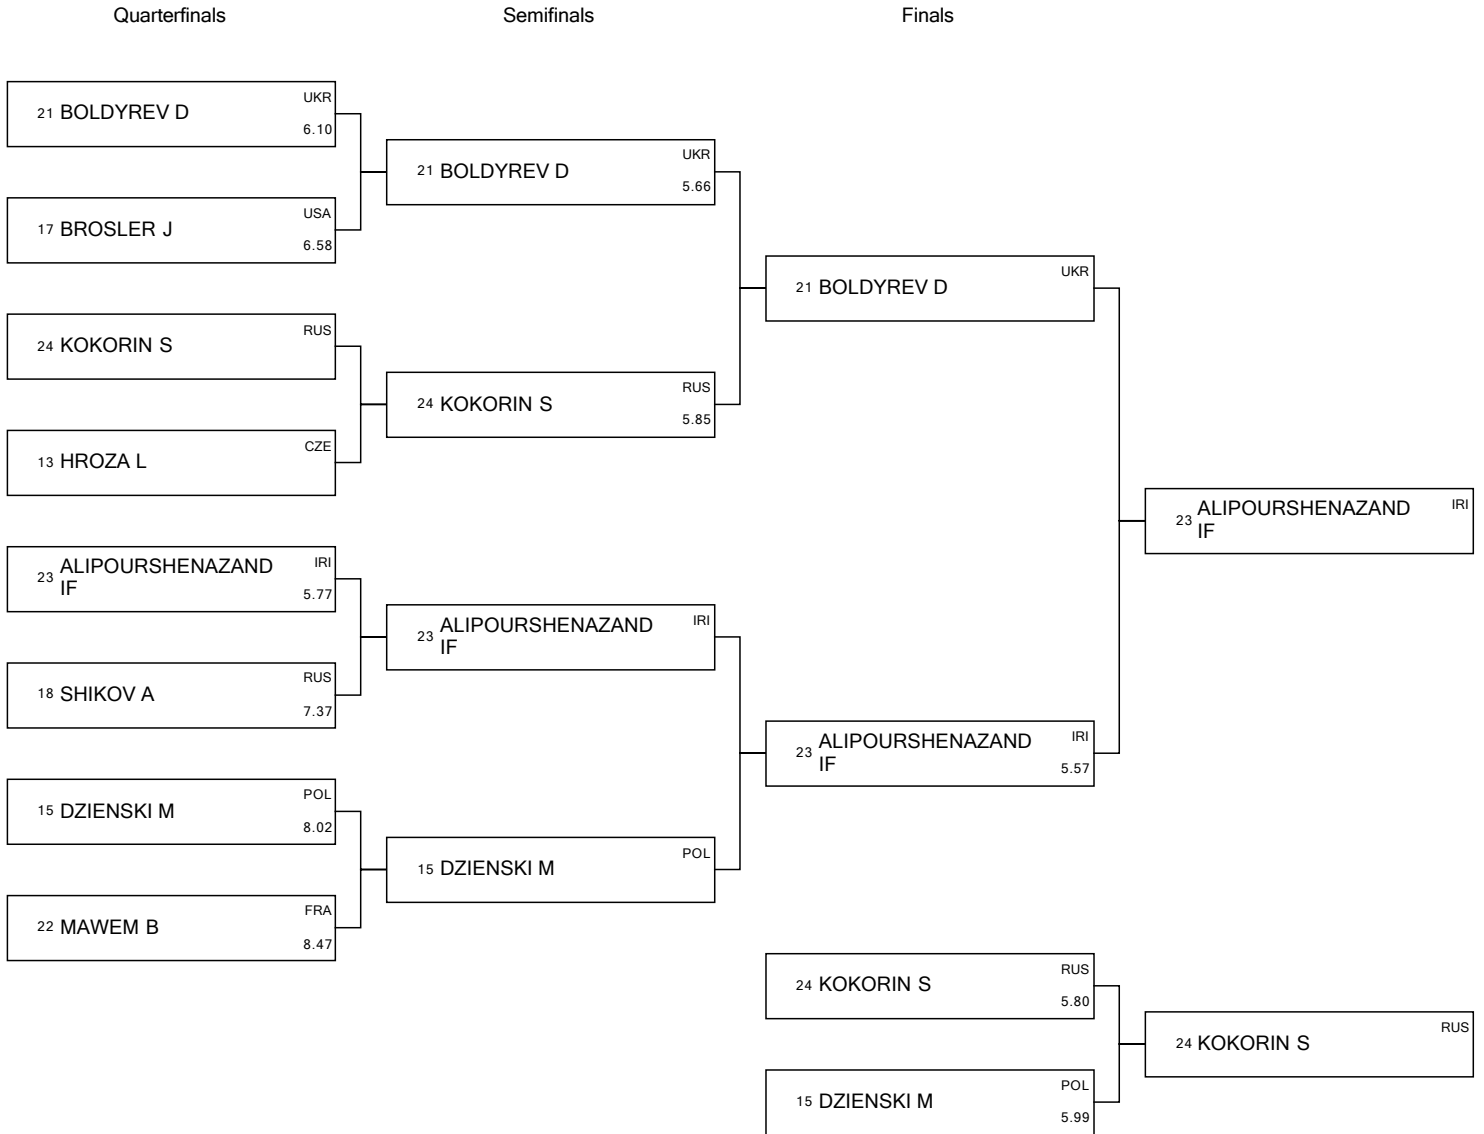 Quarterfinals
Semifinals
Finals
21 BOLDYREV D UKR
6.10
17 BROSLER J USA
6.58
24 KOKORIN S RUS
13 HROZA L CZE
23 ALIPOURSHENAZAND IRI
IF 5.77
18 SHIKOV A RUS
7.37
15 DZIENSKI M POL
8.02
22 MAWEM B FRA
8.47
21 BOLDYREV D UKR
5.66
24 KOKORIN S RUS
5.85
23 ALIPOURSHENAZAND IRI
IF
15 DZIENSKI M POL
21 BOLDYREV D UKR
23 ALIPOURSHENAZAND IRI
IF 5.57
23 ALIPOURSHENAZAND IRI
IF
24 KOKORIN S RUS
5.80
15 DZIENSKI M POL
5.99
24 KOKORIN S RUS